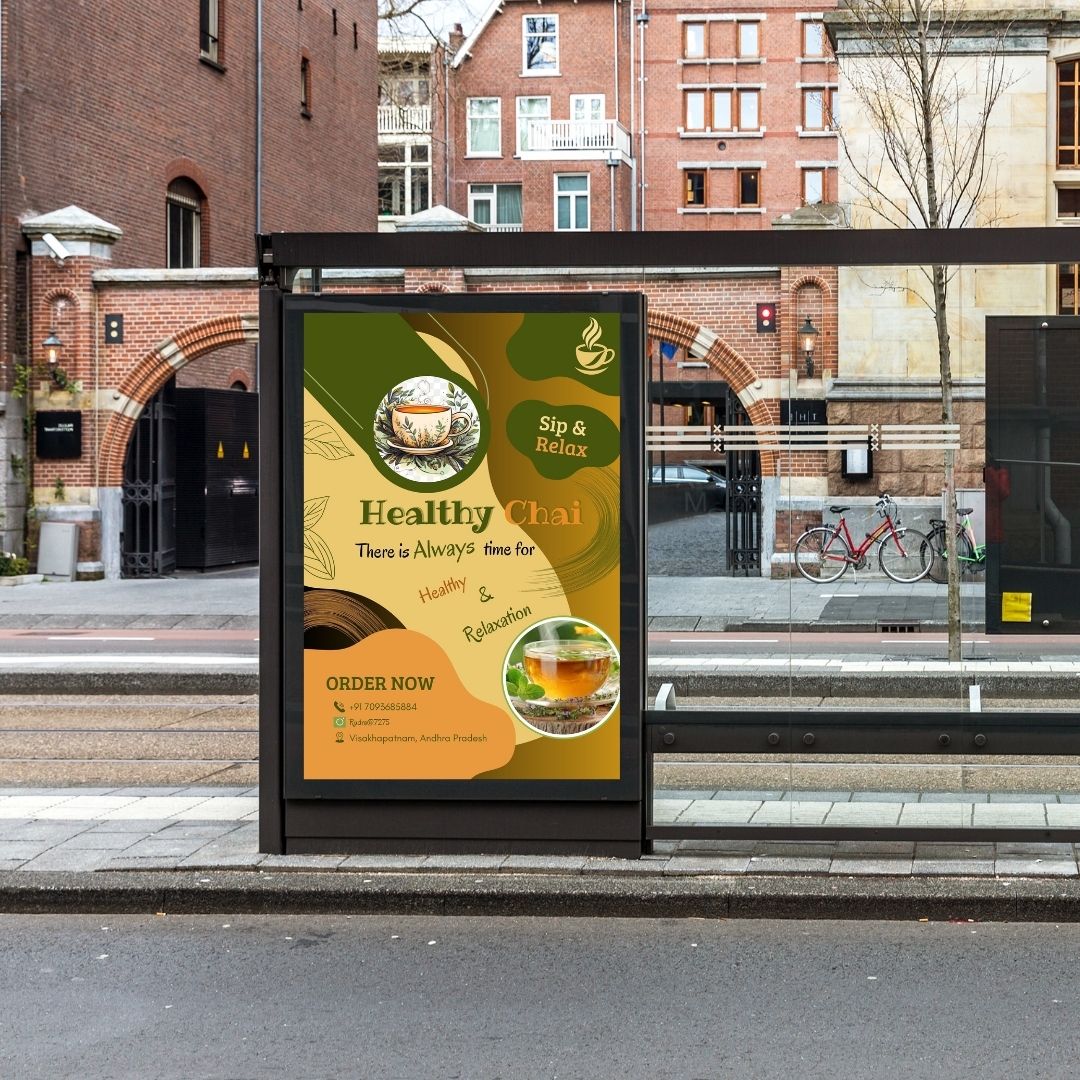 Sip &
Relax
Healthy Chai
There is Always time for
Healthy
&
Relaxation
ORDER NOW
+91 7093685884
Rudra@7275
Visakhapatnam, Andhra Pradesh